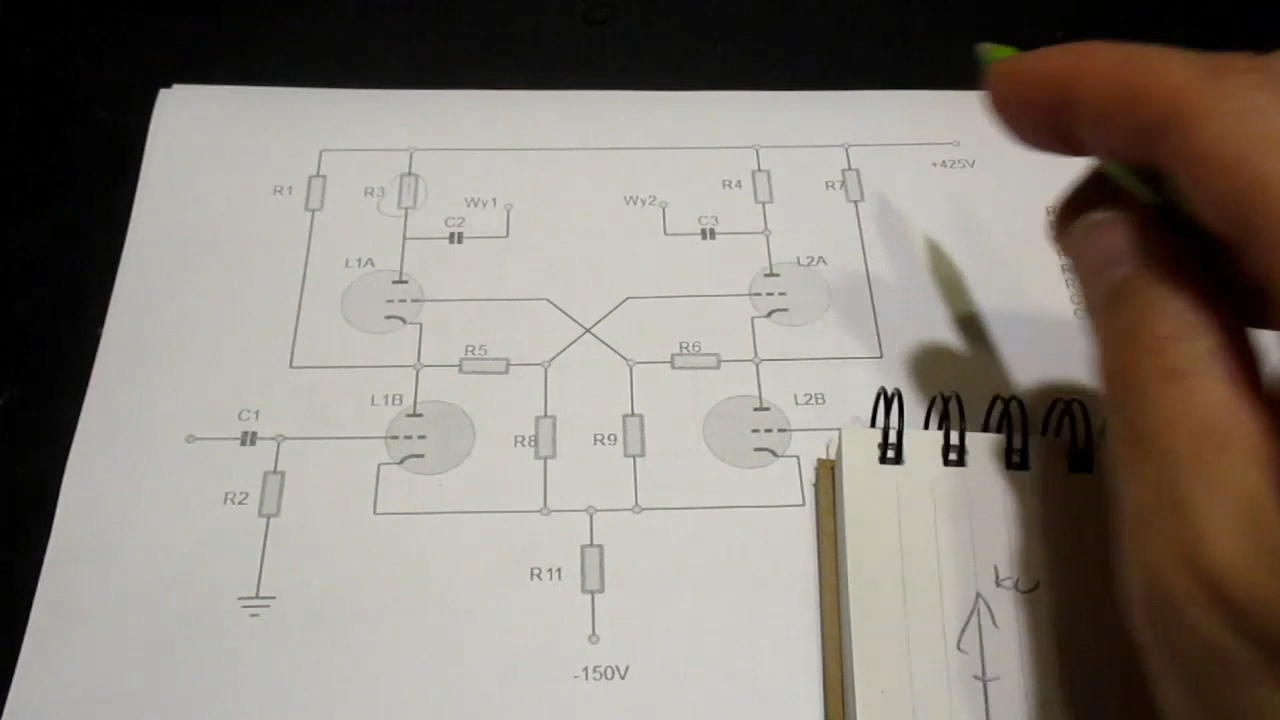 +425V
R1
R3
R4
R7
Wy1
Wy2
C2
C3
L1A
L2A
R5
R6
L1B
L2B
C1
R8
R9
R2
R11
-150V
ku